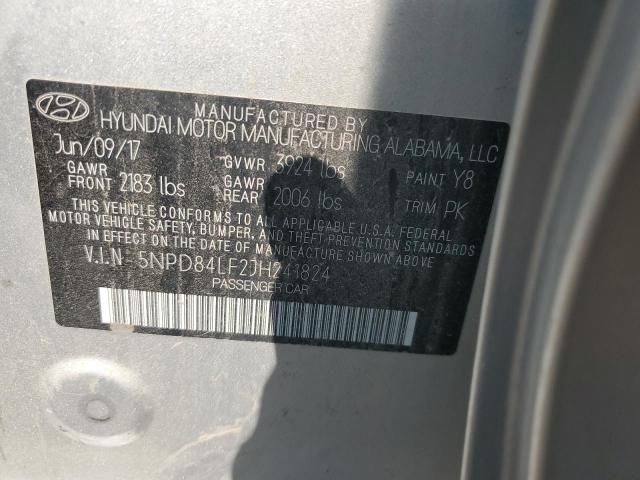 MANUFACTURED BY
HYUNDAI MOTOR MANUFACTURING ALABAMA, LLC
Jun/09/17 GVWR 3924 lbs PAINT Y8
GAWR FRONT 2183 lbs GAWR REAR 2006 lbs TRIM PK
THIS VEHICLE CONFORMS TO ALL APPLICABLE U.S.A. FEDERAL
MOTOR VEHICLE SAFETY, BUMPER, AND THEFT PREVENTION STANDARDS
IN EFFECT ON THE DATE OF MANUFACTURE SHOWN ABOVE.
V.I.N: 5NPD84LF2JH241824
PASSENGER CAR